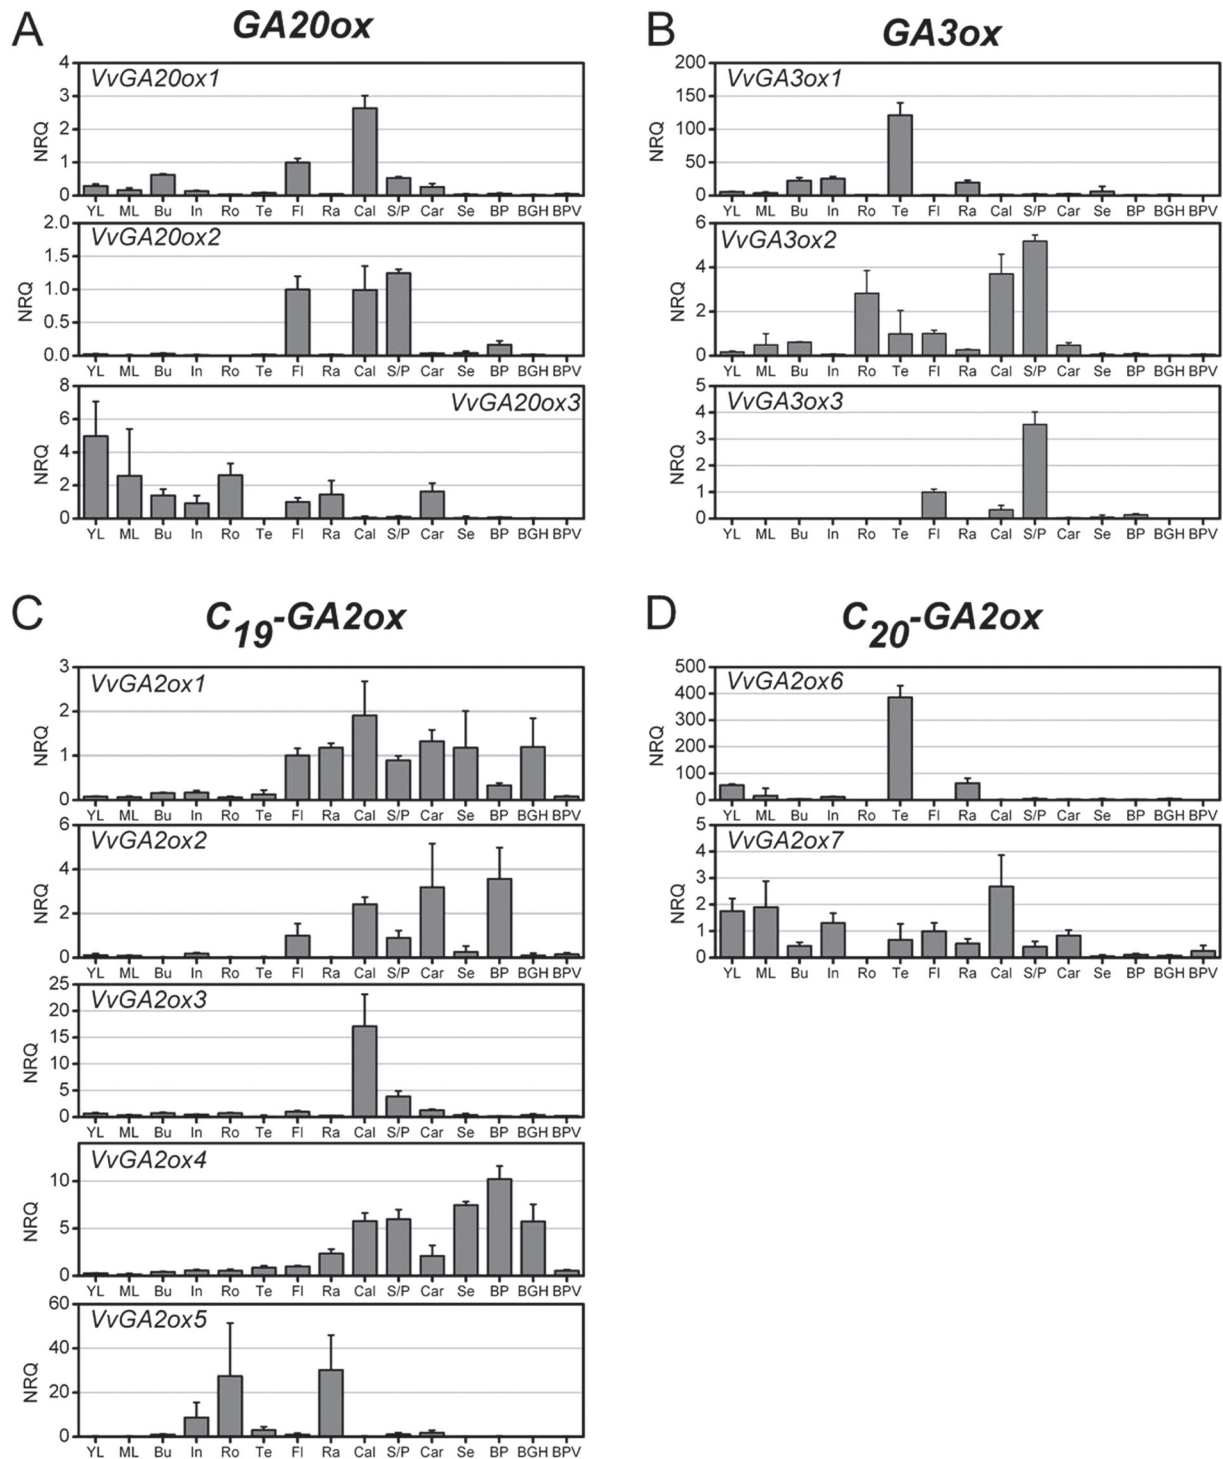 A
GA20ox
VvGA20ox1
NRQ
4
3
2
1
0
YL ML Bu In Ro Te Fl Ra Cal S/P Car Se BP BGH BPV
VvGA20ox2
NRQ
2.0
1.5
1.0
0.5
0.0
YL ML Bu In Ro Te Fl Ra Cal S/P Car Se BP BGH BPV
VvGA20ox3
NRQ
8
6
4
2
0
YL ML Bu In Ro Te Fl Ra Cal S/P Car Se BP BGH BPV
B
GA3ox
VvGA3ox1
NRQ
200
150
100
50
0
YL ML Bu In Ro Te Fl Ra Cal S/P Car Se BP BGH BPV
VvGA3ox2
NRQ
6
4
2
0
YL ML Bu In Ro Te Fl Ra Cal S/P Car Se BP BGH BPV
VvGA3ox3
NRQ
5
4
3
2
1
0
YL ML Bu In Ro Te Fl Ra Cal S/P Car Se BP BGH BPV
C
C19-GA2ox
VvGA2ox1
NRQ
3
2
1
0
YL ML Bu In Ro Te Fl Ra Cal S/P Car Se BP BGH BPV
VvGA2ox2
NRQ
6
4
2
0
YL ML Bu In Ro Te Fl Ra Cal S/P Car Se BP BGH BPV
VvGA2ox3
NRQ
25
20
15
10
5
0
YL ML Bu In Ro Te Fl Ra Cal S/P Car Se BP BGH BPV
VvGA2ox4
NRQ
10
5
0
YL ML Bu In Ro Te Fl Ra Cal S/P Car Se BP BGH BPV
VvGA2ox5
NRQ
60
40
20
0
YL ML Bu In Ro Te Fl Ra Cal S/P Car Se BP BGH BPV
D
C20-GA2ox
VvGA2ox6
NRQ
500
400
300
200
100
0
YL ML Bu In Ro Te Fl Ra Cal S/P Car Se BP BGH BPV
VvGA2ox7
NRQ
5
4
3
2
1
0
YL ML Bu In Ro Te Fl Ra Cal S/P Car Se BP BGH BPV